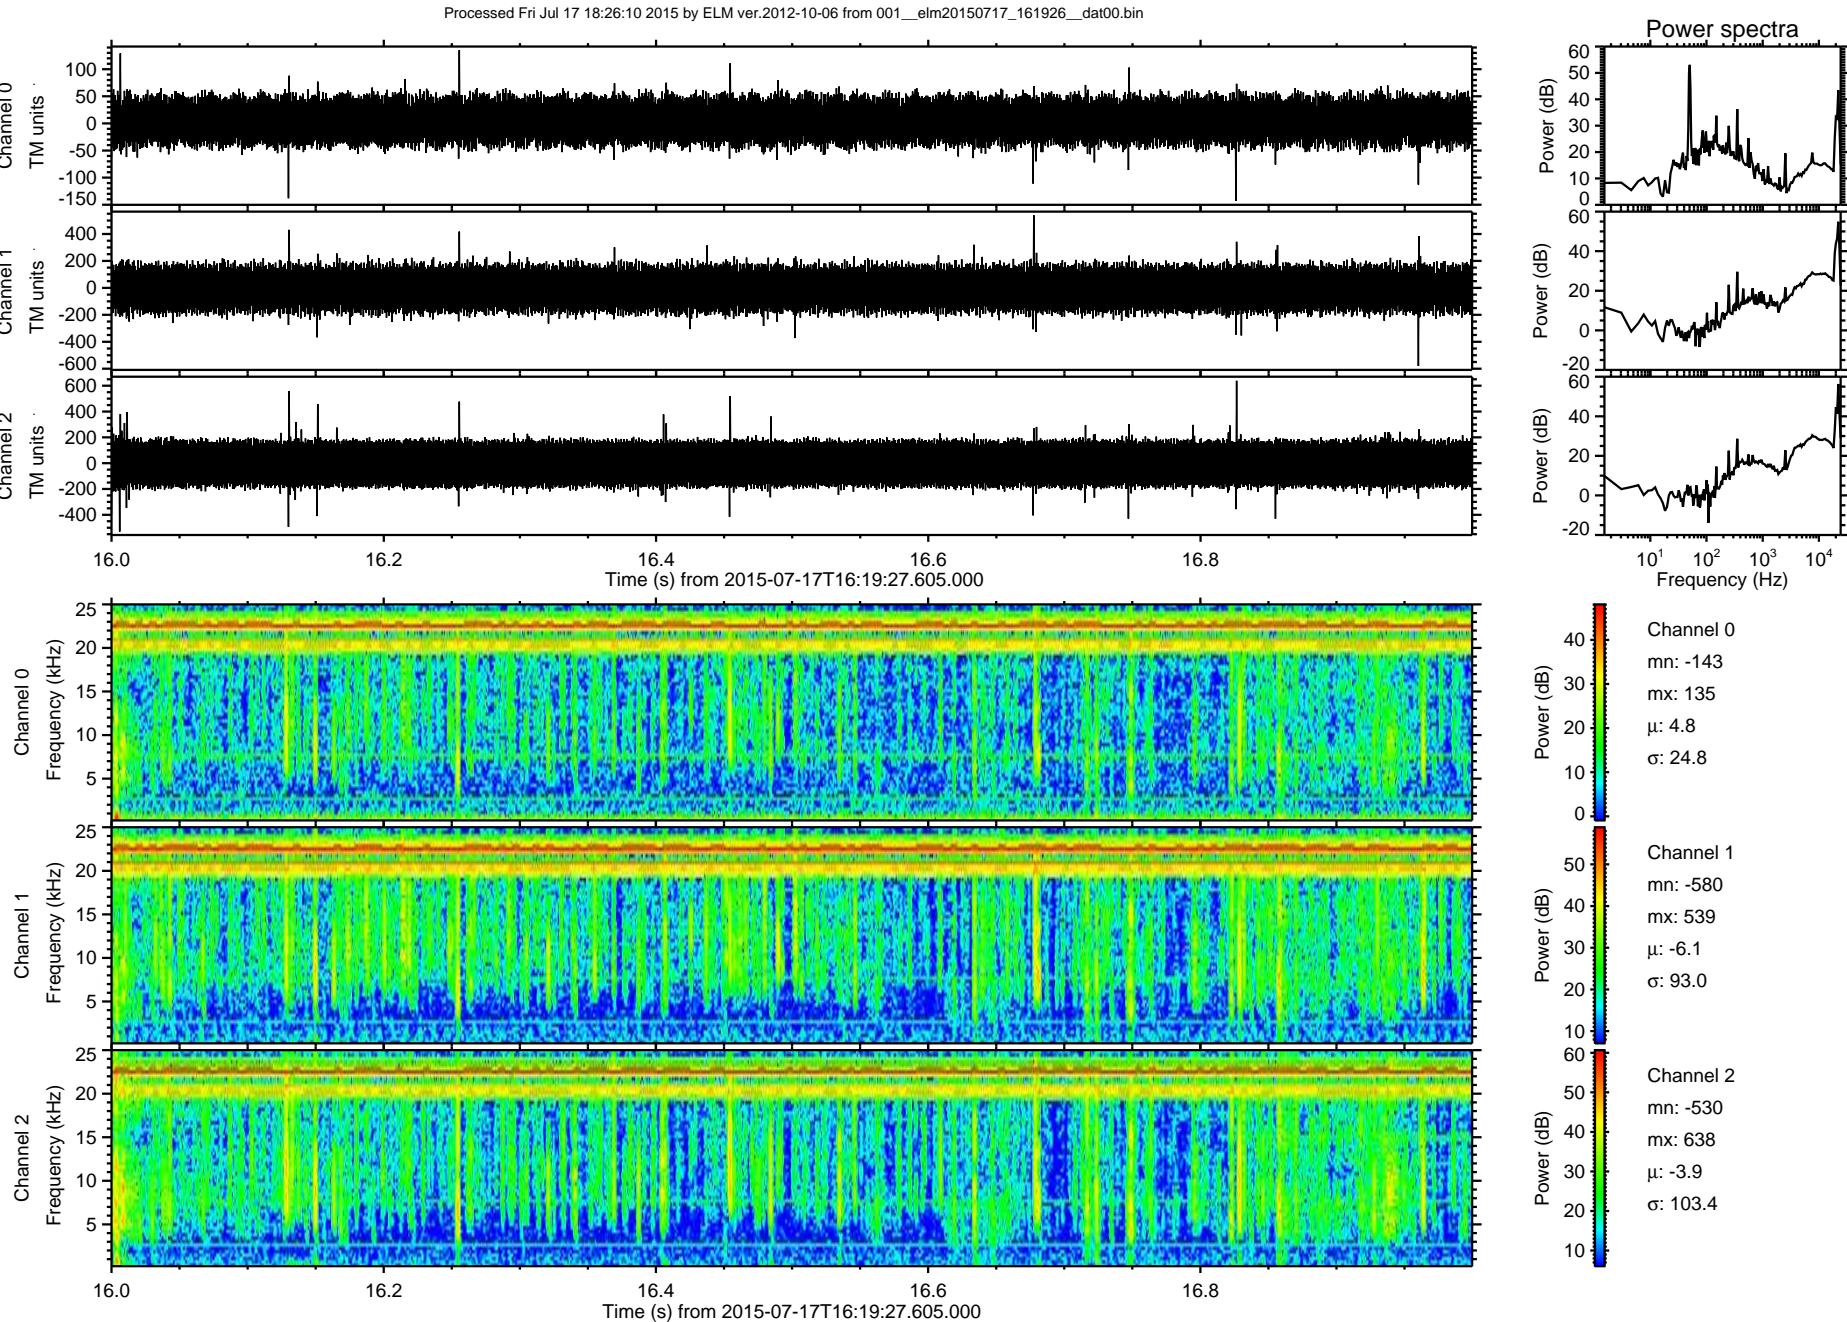 Processed Fri Jul 17 18:26:10 2015 by ELM ver.2012-10-06 from 001__elm20150717_161926__dat00.bin
Power spectra
Channel 0
TM units
100
50
0
-50
-100
-150
Power (dB)
60
50
40
30
20
10
0
Channel 1
TM units
400
200
0
-200
-400
-600
Power (dB)
60
40
20
0
-20
Channel 2
TM units
600
400
200
0
-200
-400
Power (dB)
60
40
20
0
-20
16.0 16.2 16.4 16.6 16.8
Time (s) from 2015-07-17T16:19:27.605.000
10^1 10^2 10^3 10^4
Frequency (Hz)
Channel 0
Frequency (kHz)
25
20
15
10
5
Power (dB)
40
30
20
10
0
Channel 0
mn: -143
mx: 135
µ: 4.8
σ: 24.8
Channel 1
Frequency (kHz)
25
20
15
10
5
Power (dB)
50
40
30
20
10
Channel 1
mn: -580
mx: 539
µ: -6.1
σ: 93.0
Channel 2
Frequency (kHz)
25
20
15
10
5
Power (dB)
60
50
40
30
20
10
Channel 2
mn: -530
mx: 638
µ: -3.9
σ: 103.4
16.0 16.2 16.4 16.6 16.8
Time (s) from 2015-07-17T16:19:27.605.000